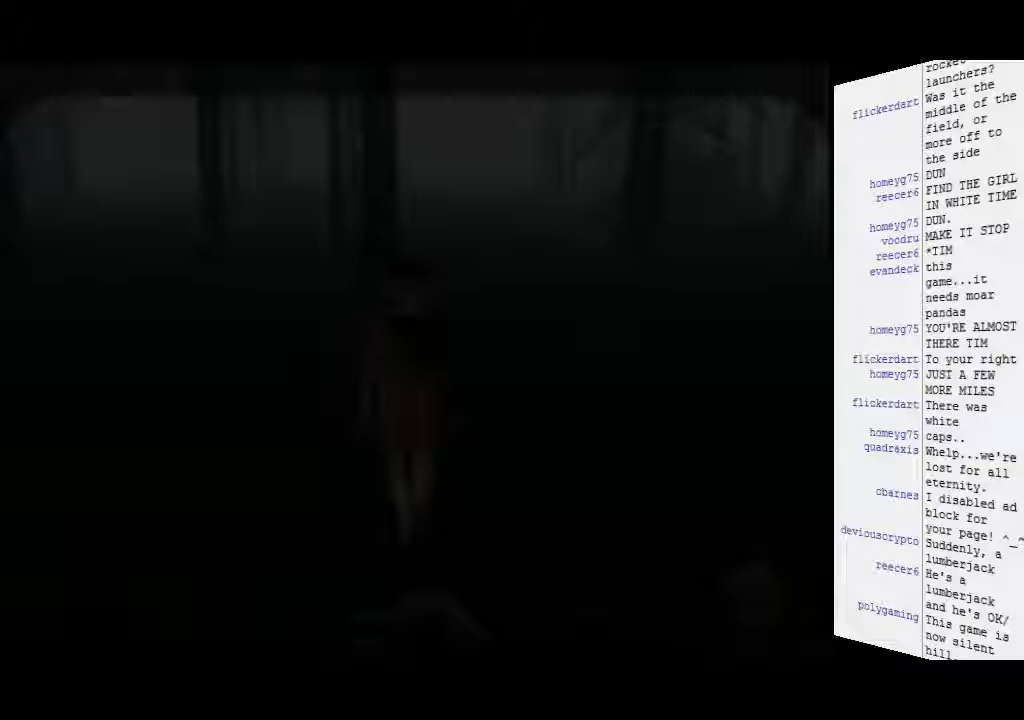 rocket
launchers?
flickerdart Was it the
middle of the
field, or
more off to
the side
homeyg75 DUN
reecer6 FIND THE GIRL
IN WHITE TIME
homeyg75 DUN.
voodru MAKE IT STOP
reecer6 *TIM
evandeck this
game...it
needs moar
pandas
homeyg75 YOU'RE ALMOST
THERE TIM
flickerdart To your right
homeyg75 JUST A FEW
MORE MILES
flickerdart There was
white
homeyg75 caps..
quadraxis Whelp...we're
lost for all
eternity.
cbarnes I disabled ad
block for
your page! ^_^
deviouscrypto Suddenly, a
lumberjack
reecer6 He's a
lumberjack
and he's OK/
polygaming This game is
now silent
hill